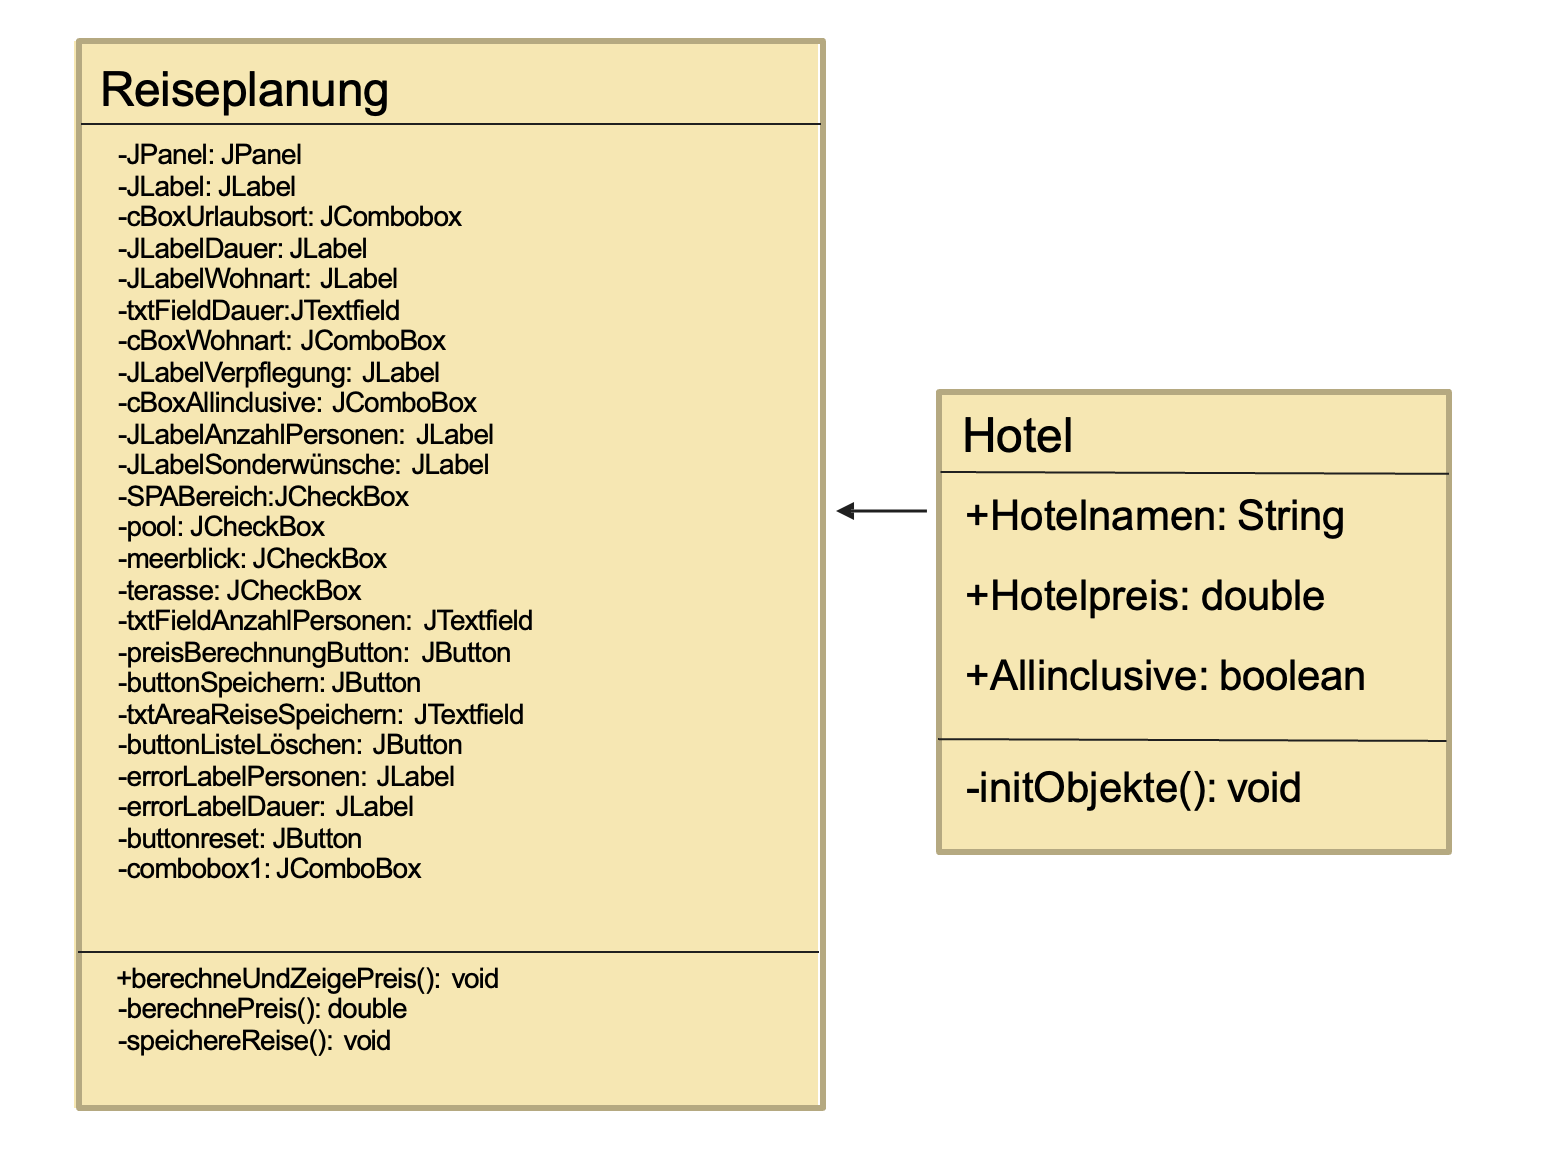 Reiseplanung
-JPanel: JPanel
-JLabel: JLabel
-cBoxUrlaubsort: JCombobox
-JLabelDauer: JLabel
-JLabelWohnart: JLabel
-txtFieldDauer:JTextfield
-cBoxWohnart: JComboBox
-JLabelVerpflegung: JLabel
-cBoxAllinclusive: JComboBox
-JLabelAnzahlPersonen: JLabel
-JLabelSonderwünsche: JLabel
-SPABereich:JCheckBox
-pool: JCheckBox
-meerblick: JCheckBox
-terasse: JCheckBox
-txtFieldAnzahlPersonen: JTextfield
-preisBerechnungButton: JButton
-buttonSpeichern: JButton
-txtAreaReiseSpeichern: JTextfield
-buttonListeLöschen: JButton
-errorLabelPersonen: JLabel
-errorLabelDauer: JLabel
-buttonreset: JButton
-combobox1: JComboBox
+berechneUndZeigePreis(): void
-berechnePreis(): double
-speichereReise(): void
Hotel
+Hotelnamen: String
+Hotelpreis: double
+Allinclusive: boolean
-initObjekte(): void